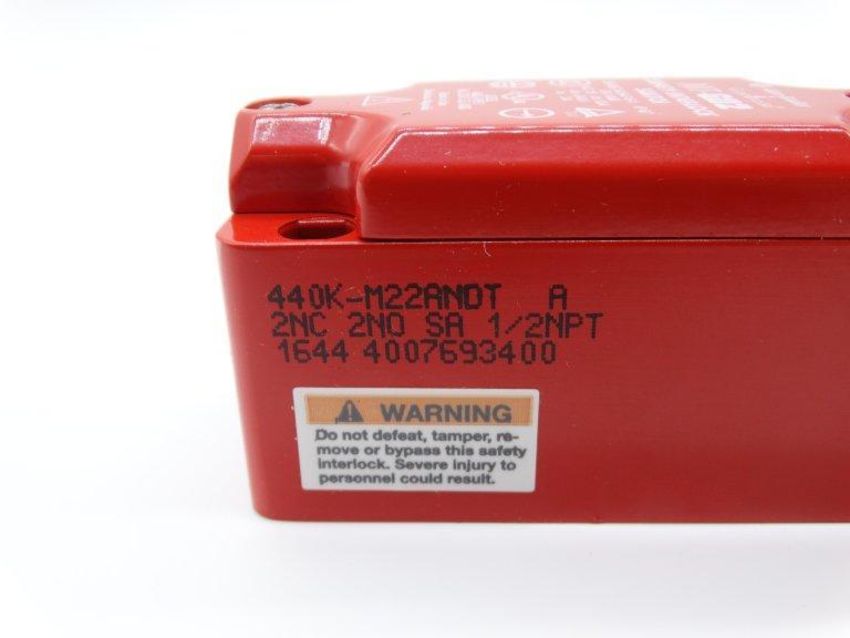 440K-M22ANDT A
2NC 2NO SA 1/2NPT
1644 4007693400
WARNING
Do not defeat, tamper, re-
move or bypass this safety
interlock. Severe injury to
personnel could result.